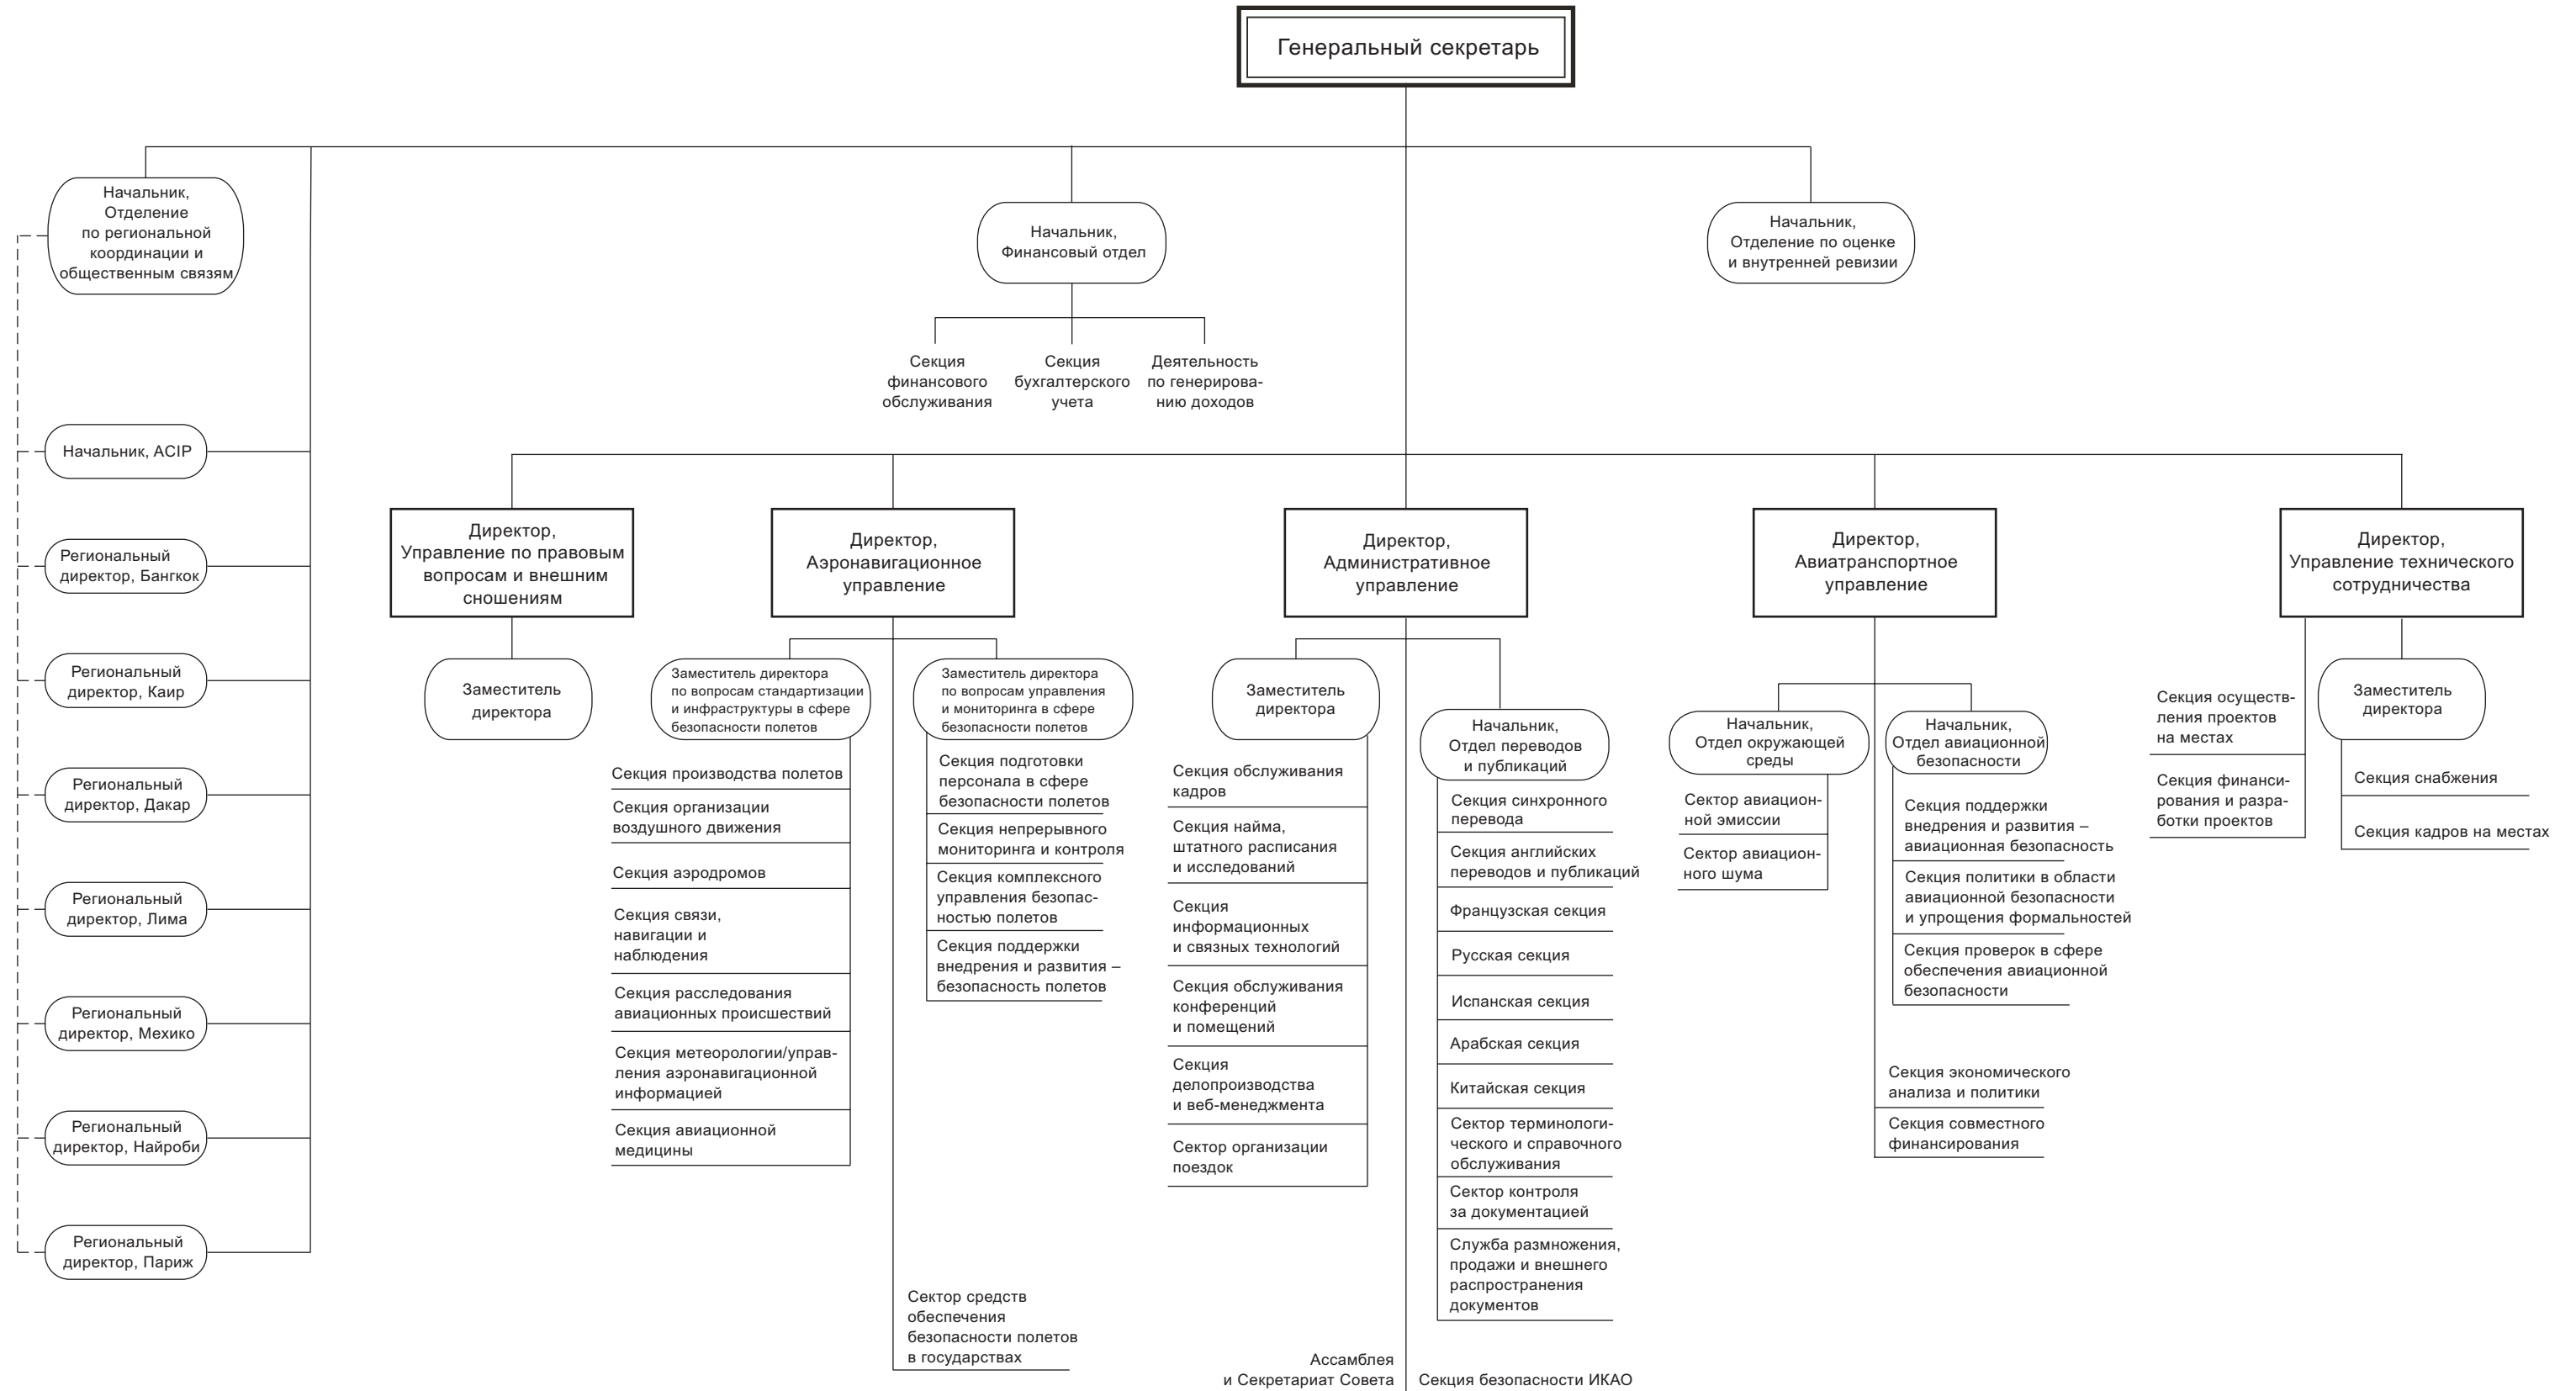 Генеральный секретарь
Начальник,
Отделение
по региональной
координации и
общественным связям
Начальник,
Финансовый отдел
Начальник,
Отделение по оценке
и внутренней ревизии
Секция
финансового
обслуживания
Секция
бухгалтерского
учета
Деятельность
по генерирова-
нию доходов
Начальник, ACIP
Региональный
директор, Бангкок
Региональный
директор, Каир
Региональный
директор, Дакар
Региональный
директор, Лима
Региональный
директор, Мехико
Региональный
директор, Найроби
Региональный
директор, Париж
Директор,
Управление по правовым
вопросам и внешним
сношениям
Заместитель
директора
Директор,
Аэронавигационное
управление
Заместитель директора
по вопросам стандартизации
и инфраструктуры в сфере
безопасности полетов
Секция производства полетов
Секция организации
воздушного движения
Секция аэродромов
Секция связи,
навигации и
наблюдения
Секция расследования
авиационных происшествий
Секция метеорологии/управ-
ления аэронавигационной
информацией
Секция авиационной
медицины
Заместитель директора
по вопросам управления
и мониторинга в сфере
безопасности полетов
Секция подготовки
персонала в сфере
безопасности полетов
Секция непрерывного
мониторинга и контроля
Секция комплексного
управления безопас-
ностью полетов
Секция поддержки
внедрения и развития –
безопасность полетов
Сектор средств
обеспечения
безопасности полетов
в государствах
Директор,
Административное
управление
Заместитель
директора
Секция обслуживания
кадров
Секция найма,
штатного расписания
и исследований
Секция
информационных
и связных технологий
Секция обслуживания
конференций
и помещений
Секция
делопроизводства
и веб-менеджмента
Сектор организации
поездок
Начальник,
Отдел переводов
и публикаций
Секция синхронного
перевода
Секция английских
переводов и публикаций
Французская секция
Русская секция
Испанская секция
Арабская секция
Китайская секция
Сектор терминологи-
ческого и справочного
обслуживания
Сектор контроля
за документацией
Служба размножения,
продажи и внешнего
распространения
документов
Ассамблея
и Секретариат Совета
Секция безопасности ИКАО
Директор,
Авиатранспортное
управление
Начальник,
Отдел окружающей
среды
Сектор авиацион-
ной эмиссии
Сектор авиацион-
ного шума
Начальник,
Отдел авиационной
безопасности
Секция поддержки
внедрения и развития –
авиационная безопасность
Секция политики в области
авиационной безопасности
и упрощения формальностей
Секция проверок в сфере
обеспечения авиационной
безопасности
Секция экономического
анализа и политики
Секция совместного
финансирования
Директор,
Управление технического
сотрудничества
Секция осуществ-
ления проектов
на местах
Секция финанси-
рования и разра-
ботки проектов
Заместитель
директора
Секция снабжения
Секция кадров на местах